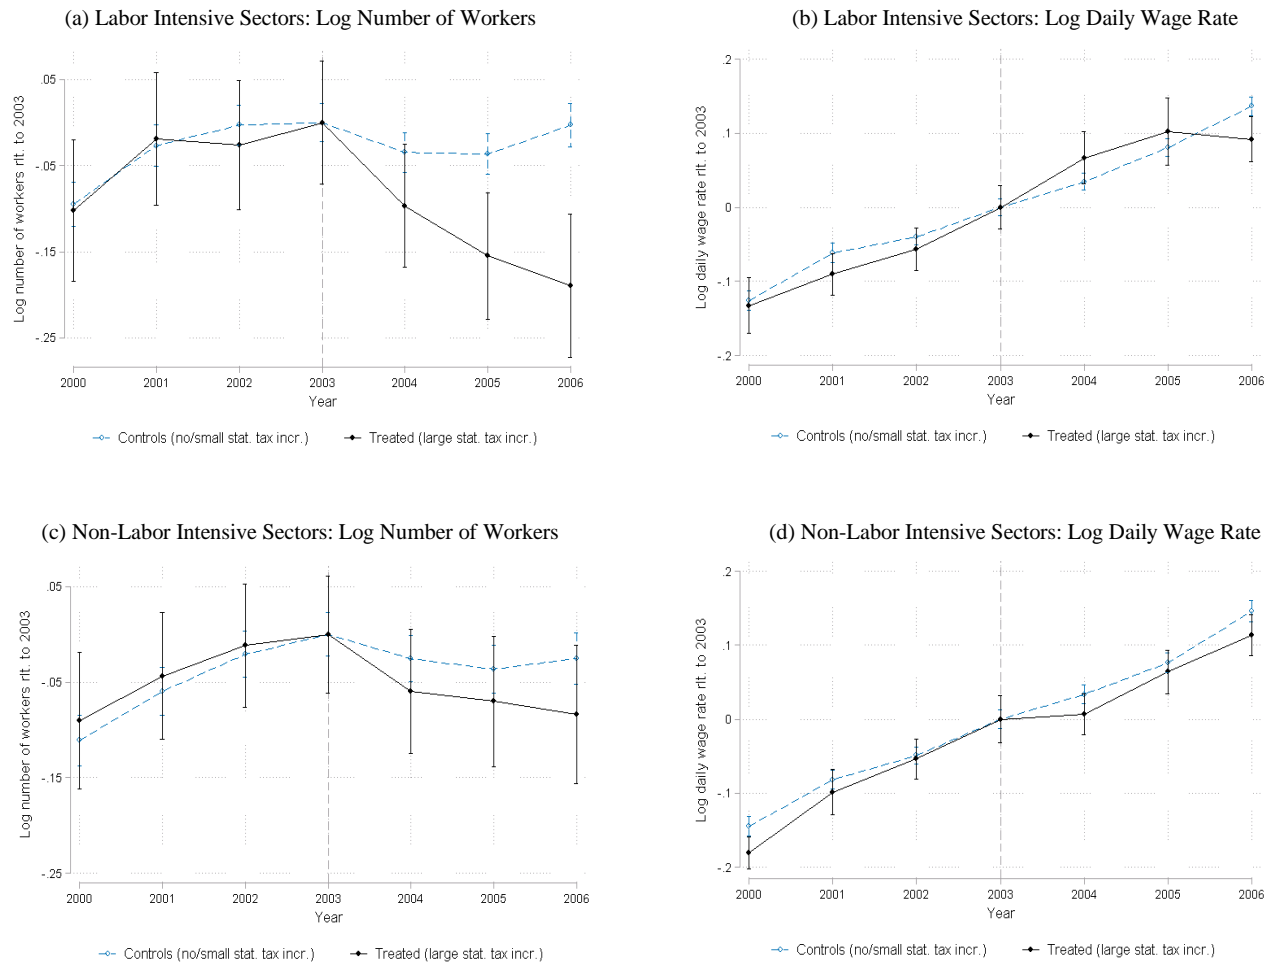 (a) Labor Intensive Sectors: Log Number of Workers
Log number of workers rlt. to 2003
.05
-.05
-.15
-.25
2000 2001 2002 2003 2004 2005 2006
Year
Controls (no/small stat. tax incr.) Treated (large stat. tax incr.)
(b) Labor Intensive Sectors: Log Daily Wage Rate
Log daily wage rate rlt. to 2003
.2
.1
0
-.1
-.2
2000 2001 2002 2003 2004 2005 2006
Year
Controls (no/small stat. tax incr.) Treated (large stat. tax incr.)
(c) Non-Labor Intensive Sectors: Log Number of Workers
Log number of workers rlt. to 2003
.05
-.05
-.15
-.25
2000 2001 2002 2003 2004 2005 2006
Year
Controls (no/small stat. tax incr.) Treated (large stat. tax incr.)
(d) Non-Labor Intensive Sectors: Log Daily Wage Rate
Log daily wage rate rlt. to 2003
.2
.1
0
-.1
-.2
2000 2001 2002 2003 2004 2005 2006
Year
Controls (no/small stat. tax incr.) Treated (large stat. tax incr.)